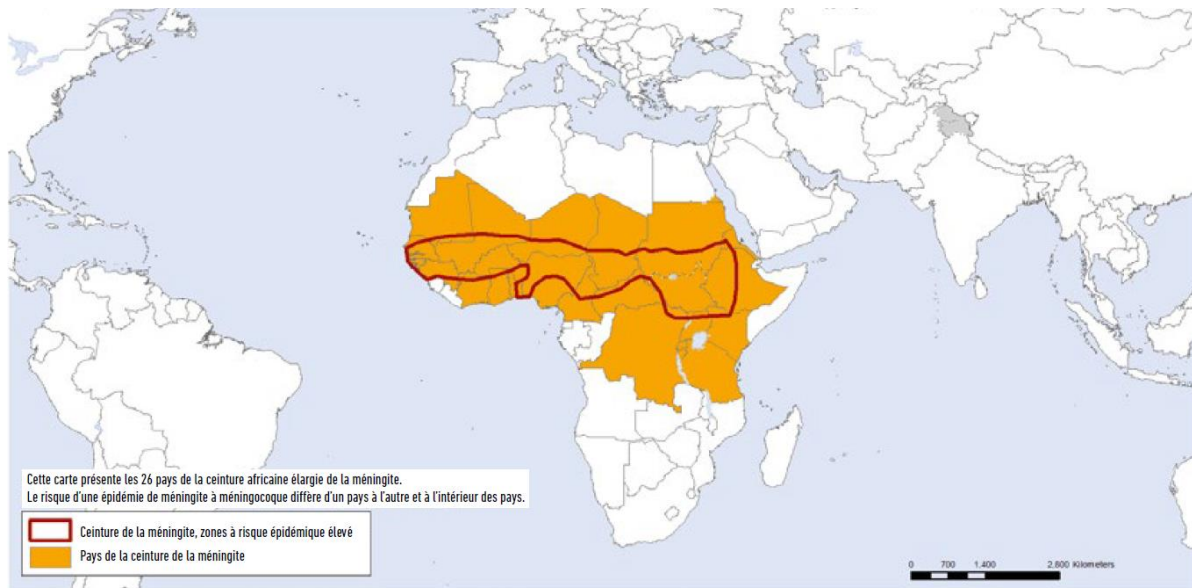 Cette carte présente les 26 pays de la ceinture africaine élargie de la méningite.
Le risque d'une épidémie de méningite à méningocoque diffère d'un pays à l'autre et à l'intérieur des pays.
Ceinture de la méningite, zones à risque épidémique élevé
Pays de la ceinture de la méningite
0 700 1.400 2.800 Kilometers